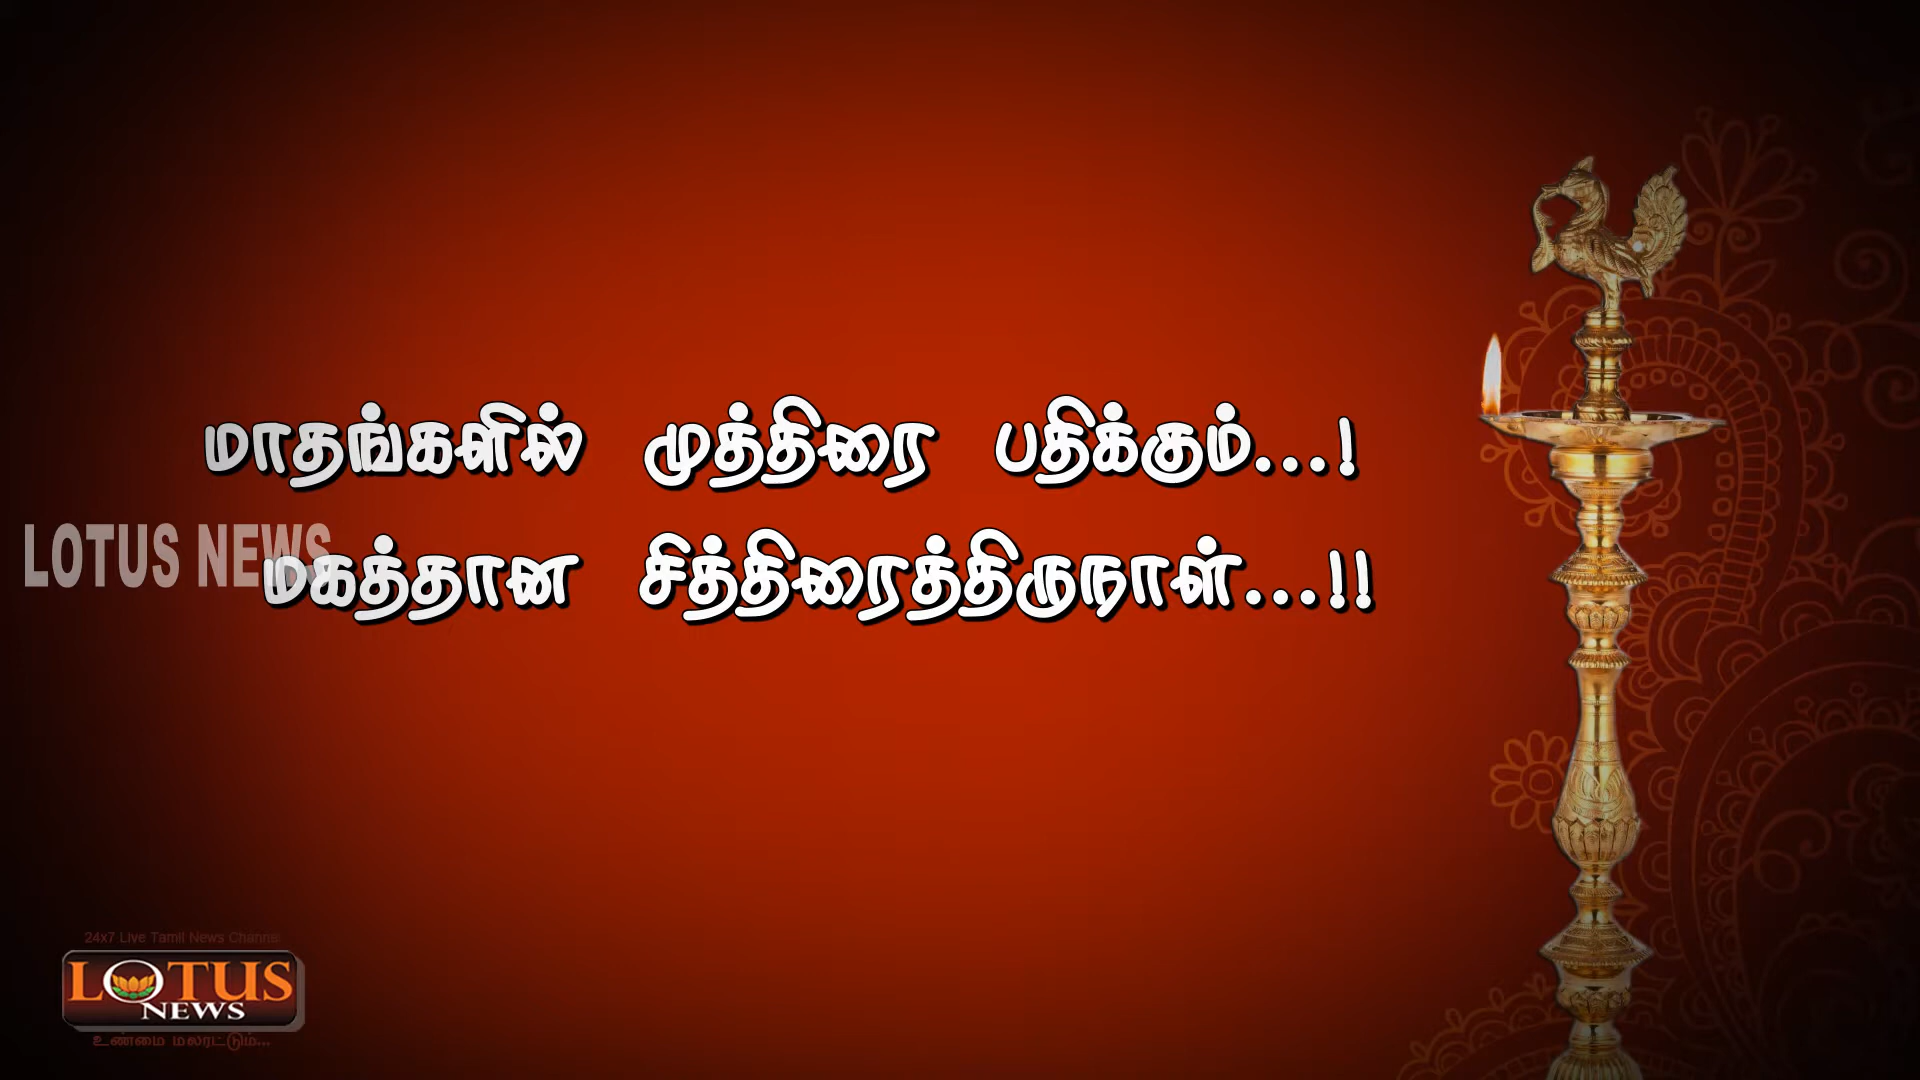 மாதங்களில் முத்திரை பதிக்கும்...!
LOTUS NEWS
மகத்தான சித்திரைத்திருநாள்...!!
24x7 Live Tamil News Channel
LOTUS
NEWS
உண்மை மலரட்டும்...